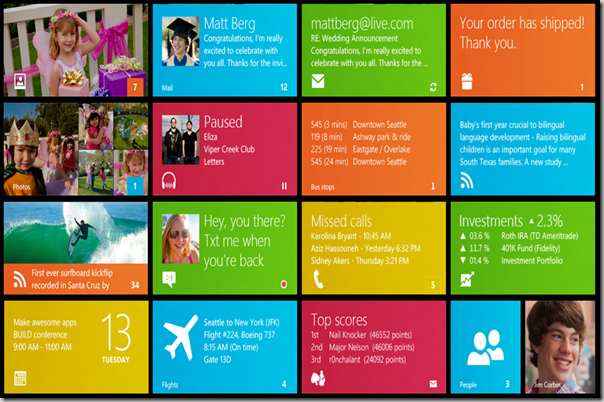 7
Matt Berg
Congratulations, I'm really
excited to celebrate with
you all. Thanks for the invi...
Mail
12
mattberg@live.com
RE: Wedding Announcement
Congratulations, I'm really excited to
celebrate with you all. Thanks for the...
Your order has shipped!
Thank you.
1
Photos
1
Paused
Eliza
Viper Creek Club
Letters
545 (3 mins) Downtown Seattle
119 (8 min) Ashway park & ride
225 (19 min) Eastgate / Overlake
545 (24 min) Downtown Seattle
Bus stops
1
Baby's first year crucial to bilingual
language development - Raising bilingual
children is an important goal for many
South Texas families. A new study ...
First ever surfboard kickflip
recorded in Santa Cruz by
34
Hey, you there?
Txt me when
you're back
Missed calls
Karolina Bryant - 10:45 AM
Aziz Hassouneh - Yesterday 6:32 PM
Sidney Akers - Thursday 3:21 PM
5
Investments ▲ 2.3%
▲ 03.6 % Roth IRA (TD Ameritrade)
▲ 11.7 % 401K Fund (Fidelity)
▼ 01.4 % Investment Portfolio
Make awesome apps
BUILD conference
9:00 AM - 11:00 AM
13
TUESDAY
Seattle to New York (JFK)
Flight #224, Boeing 737
8:15 AM (On time)
Gate 13D
Flights
4
Top scores
1st Nail Knocker (46552 points)
2nd Major Nelson (46006 points)
3rd r0nchalant (24092 points)
People
3
Jim Corbin